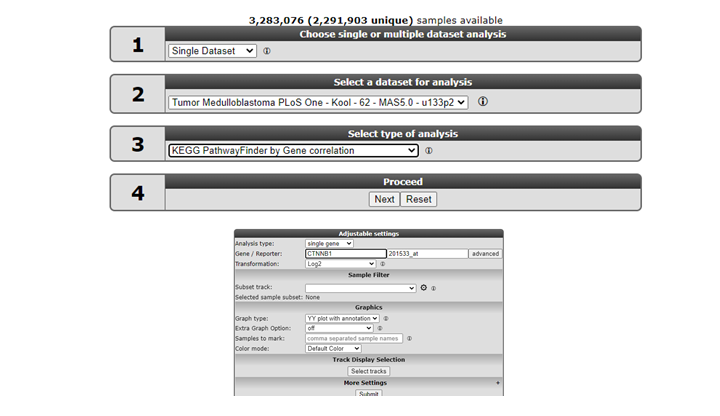 3,283,076 (2,291,903 unique) samples available
1
Choose single or multiple dataset analysis
Single Dataset
2
Select a dataset for analysis
Tumor Medulloblastoma PLoS One - Kool - 62 - MAS5.0 - u133p2
3
Select type of analysis
KEGG PathwayFinder by Gene correlation
4
Proceed
Next Reset
Adjustable settings
Analysis type: single gene
Gene / Reporter: CTNNB1 201533_at advanced
Transformation: Log2
Sample Filter
Subset track:
Selected sample subset: None
Graphics
Graph type: YY plot with annotation
Extra Graph Option: off
Samples to mark: comma separated sample names
Color mode: Default Color
Track Display Selection
Select tracks
More Settings +
Submit